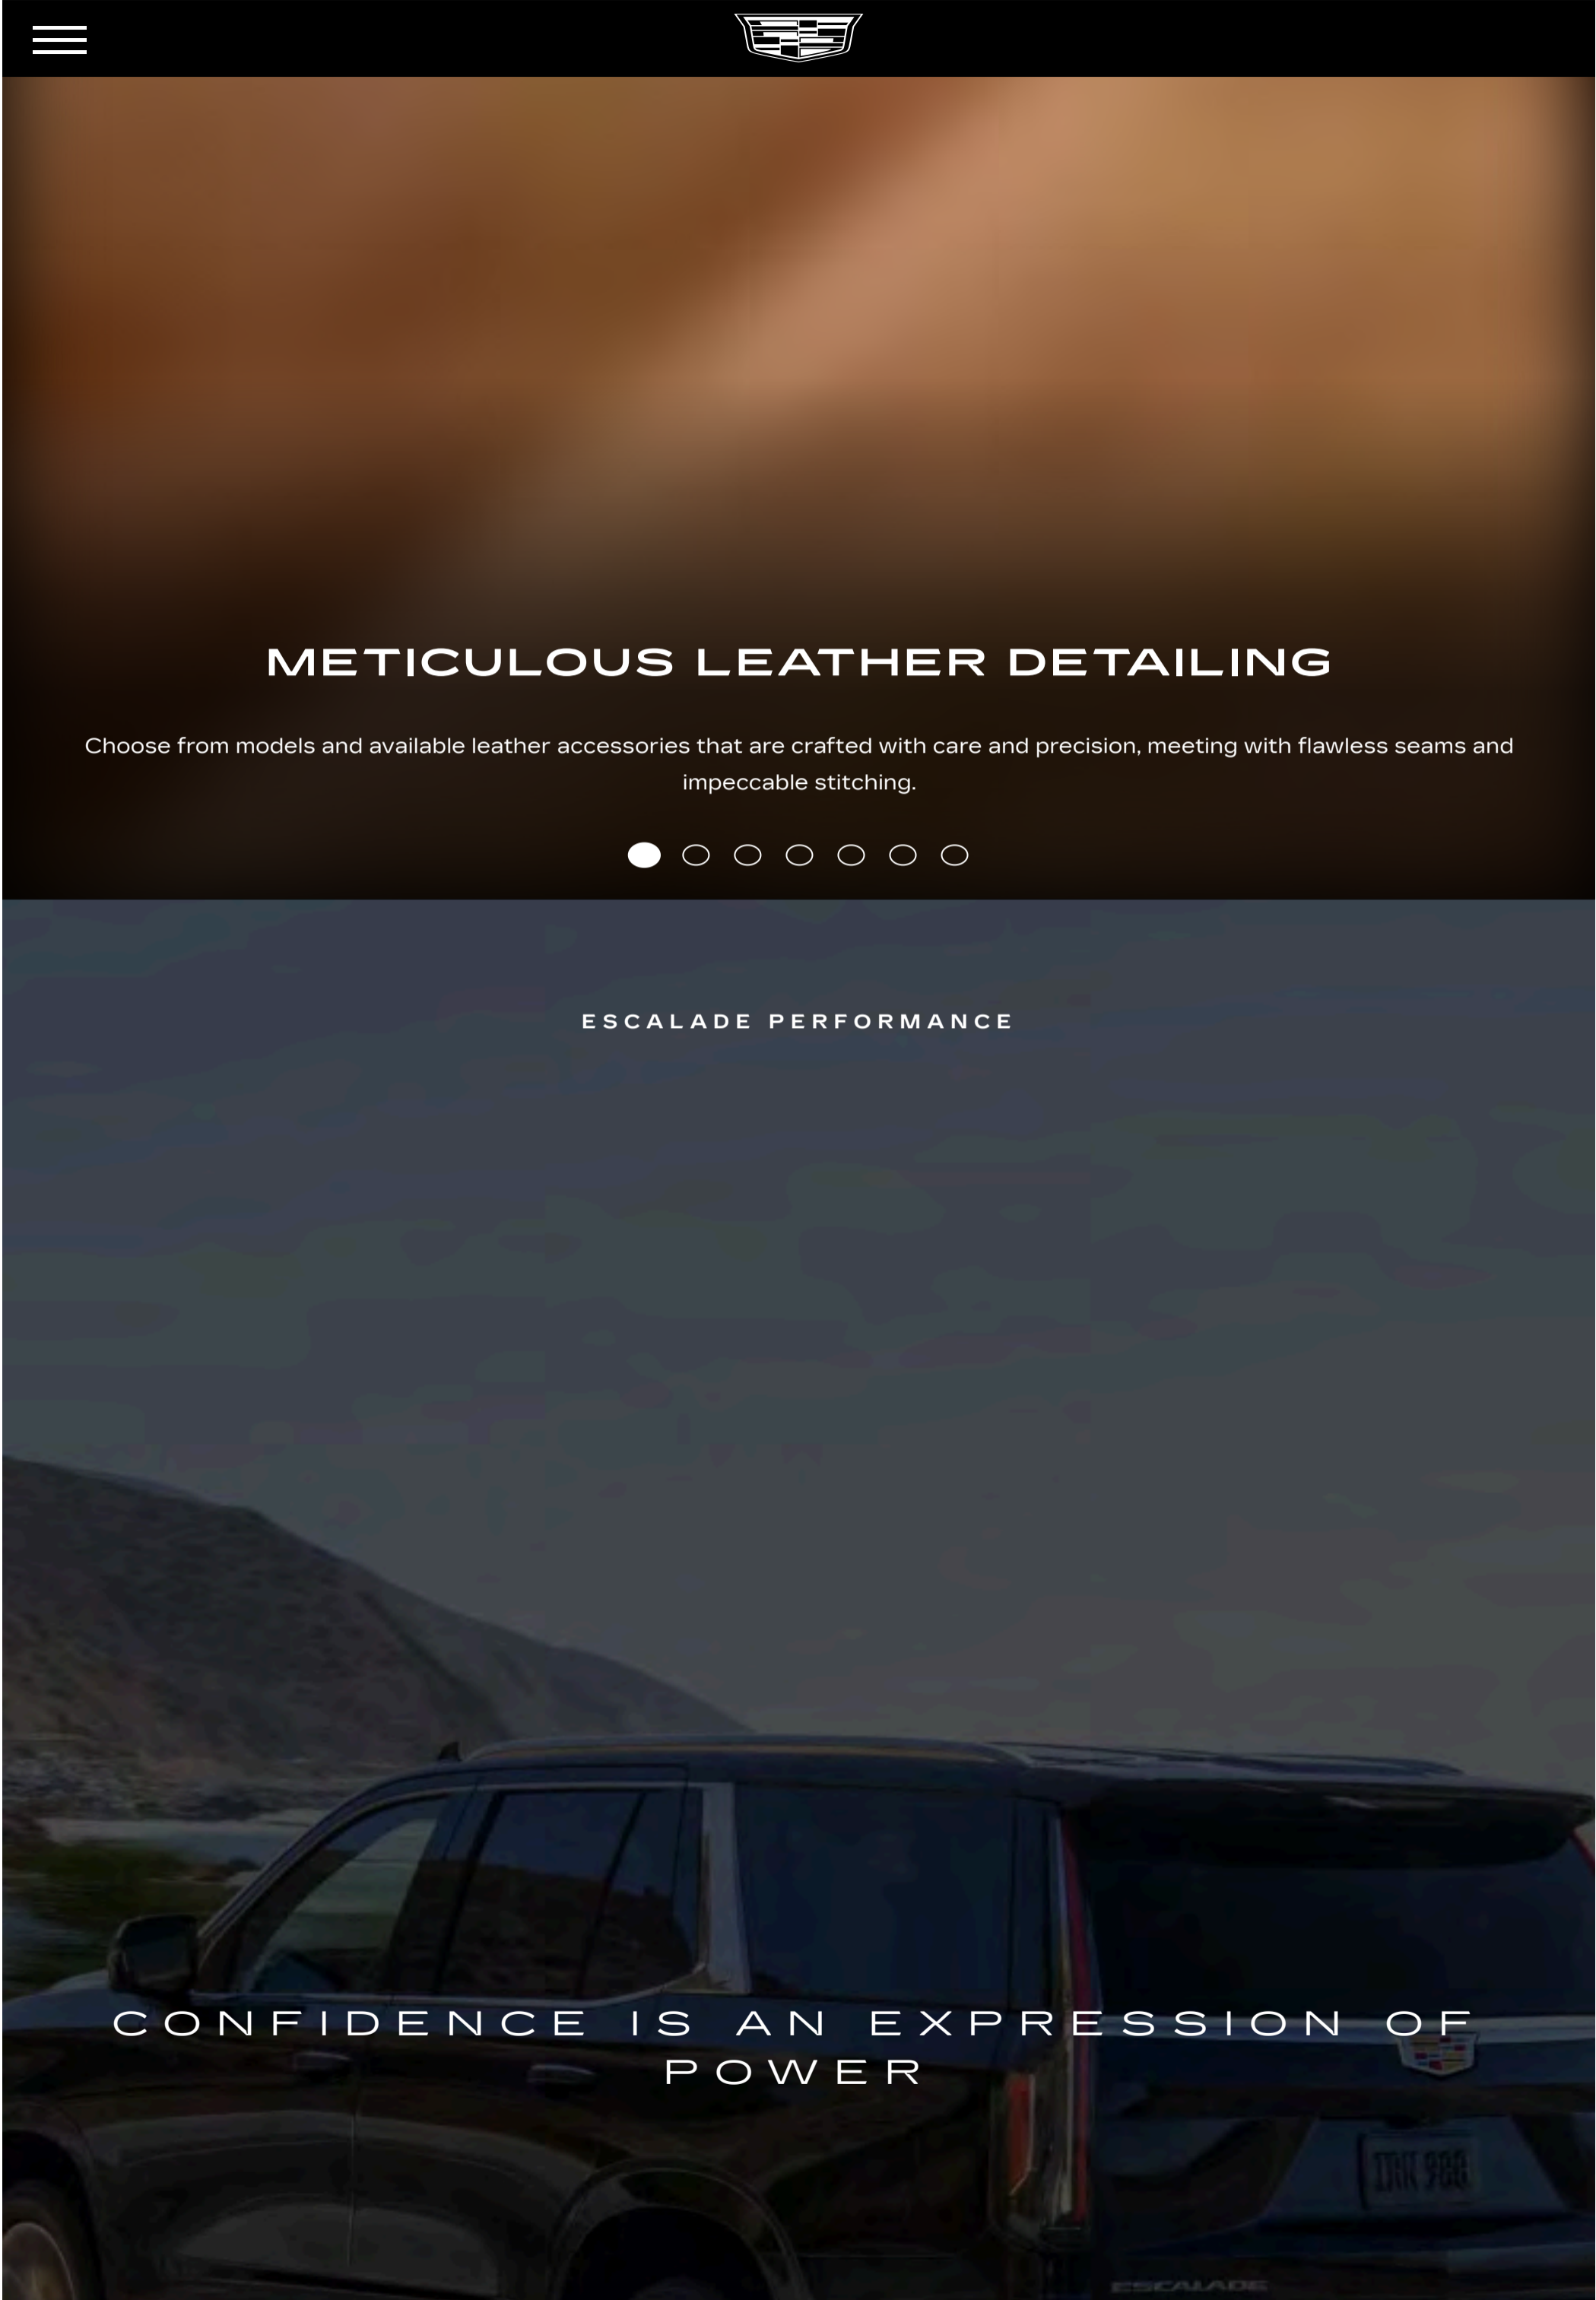 METICULOUS LEATHER DETAILING
Choose from models and available leather accessories that are crafted with care and precision, meeting with flawless seams and
impeccable stitching.
ESCALADE PERFORMANCE
CONFIDENCE IS AN EXPRESSION OF
POWER
ESCALADE